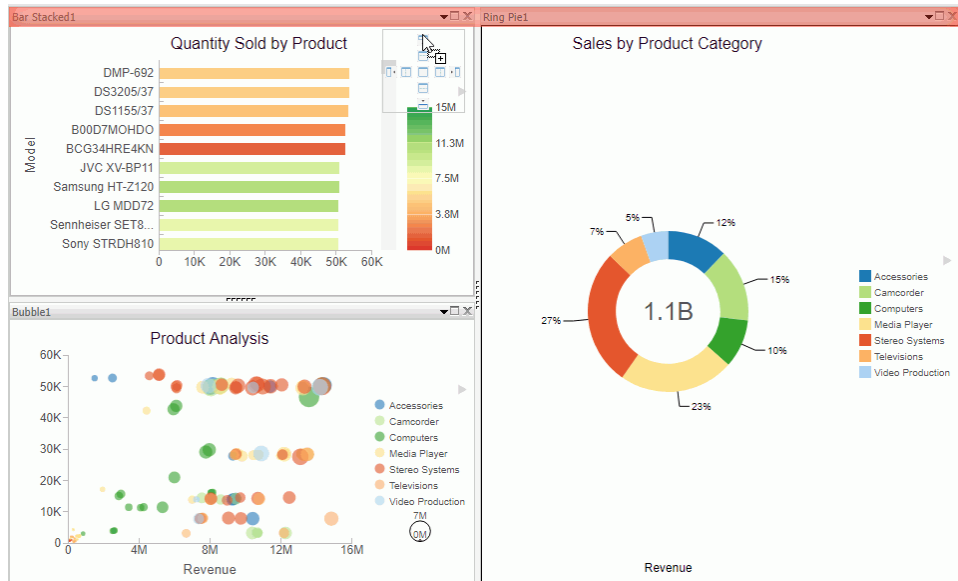 Bar Stacked1
Quantity Sold by Product
Model
DMP-692
DS3205/37
DS1155/37
B00D7MOHDO
BCG34HRE4KN
JVC XV-BP11
Samsung HT-Z120
LG MDD72
Sennheiser SET8...
Sony STRDH810
0 10K 20K 30K 40K 50K 60K
15M
11.3M
7.5M
3.8M
0M
Bubble1
Product Analysis
60K
50K
40K
30K
20K
10K
0
0 4M 8M 12M 16M
Revenue
Accessories
Camcorder
Computers
Media Player
Stereo Systems
Televisions
Video Production
7M
0M
Ring Pie1
Sales by Product Category
5%
12%
7%
15%
27%
1.1B
10%
23%
Accessories
Camcorder
Computers
Media Player
Stereo Systems
Televisions
Video Production
Revenue